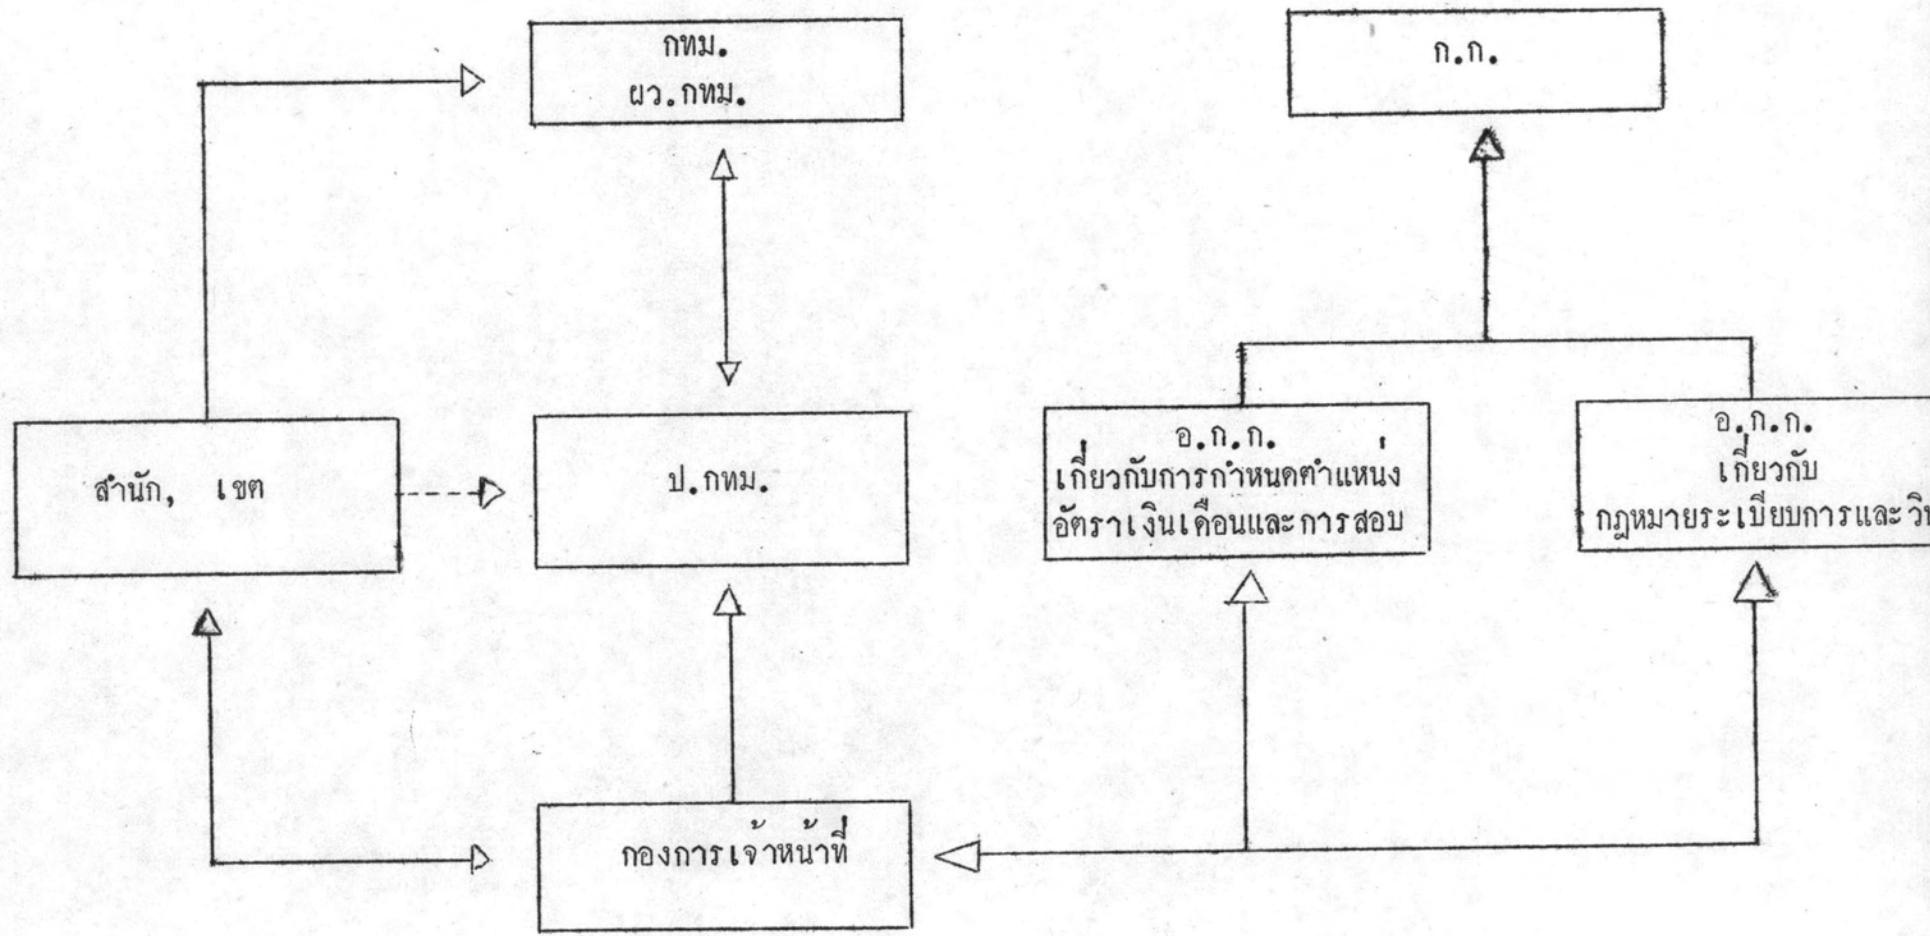 กทม.
ผว.กทม.
ก.ก.
สำนัก, เขต
ป.กทม.
อ.ก.ก.
เกี่ยวกับการกำหนดตำแหน่ง
อัตราเงินเดือนและการสอบ
อ.ก.ก.
เกี่ยวกับ
กฎหมายระเบียบการและ
กองการเจ้าหน้าที่